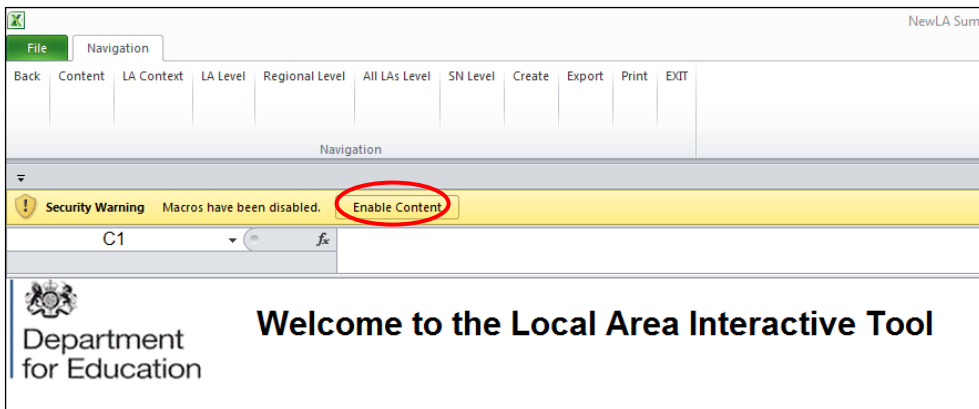 NewLA Sum
File Navigation
Back Content LA Context LA Level Regional Level All LAs Level SN Level Create Export Print EXIT
Navigation
Security Warning Macros have been disabled. Enable Content
C1 fx
Welcome to the Local Area Interactive Tool
Department
for Education